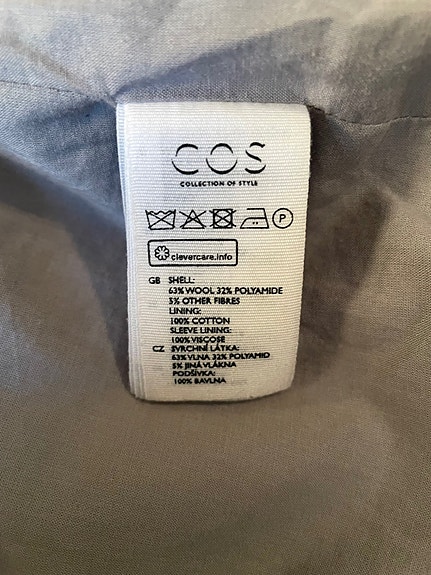 COS
COLLECTION OF STYLE
P
clevercare.info
GB SHELL:
63% WOOL 32% POLYAMIDE
5% OTHER FIBRES
LINING:
100% COTTON
SLEEVE LINING:
100% VISCOSE
CZ SVRCHNÍ LÁTKA:
63% VLNA 32% POLYAMID
5% JINÁ VLÁKNA
PODŠÍVKA:
100% BAVLNA